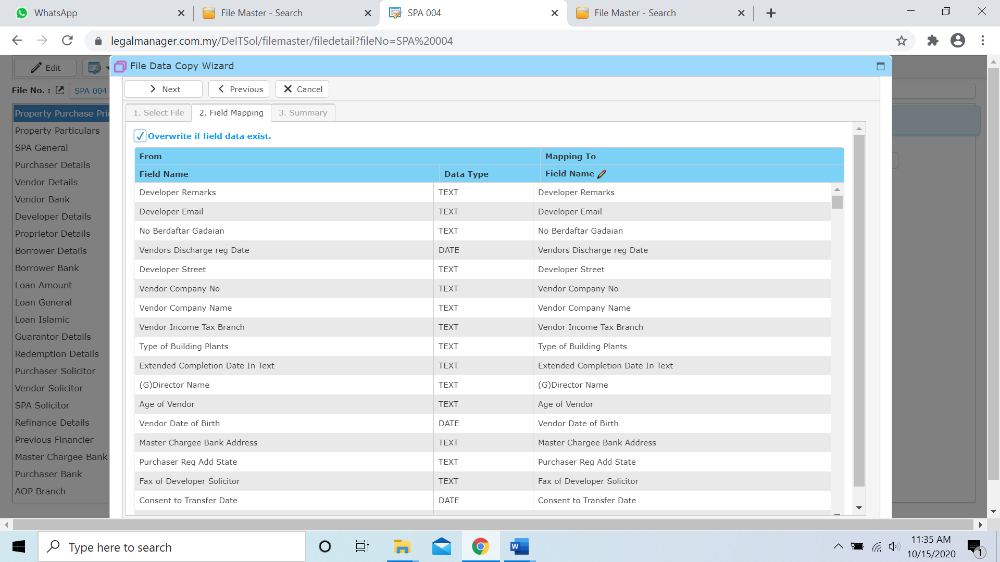 WhatsApp
File Master - Search
SPA 004
File Master - Search
legalmanager.com.my/DeITSol/filemaster/filedetail?fileNo=SPA%20004
Edit
File No. :
SPA 004
Property Purchase Pri
Property Particulars
SPA General
Purchaser Details
Vendor Details
Vendor Bank
Developer Details
Proprietor Details
Borrower Details
Borrower Bank
Loan Amount
Loan General
Loan Islamic
Guarantor Details
Redemption Details
Purchaser Solicitor
Vendor Solicitor
SPA Solicitor
Refinance Details
Previous Financier
Master Chargee Bank
Purchaser Bank
AOP Branch
File Data Copy Wizard
Next
Previous
Cancel
1. Select File
2. Field Mapping
3. Summary
Overwrite if field data exist.
From Mapping To
Field Name Data Type Field Name
Developer Remarks TEXT Developer Remarks
Developer Email TEXT Developer Email
No Berdaftar Gadaian TEXT No Berdaftar Gadaian
Vendors Discharge reg Date DATE Vendors Discharge reg Date
Developer Street TEXT Developer Street
Vendor Company No TEXT Vendor Company No
Vendor Company Name TEXT Vendor Company Name
Vendor Income Tax Branch TEXT Vendor Income Tax Branch
Type of Building Plants TEXT Type of Building Plants
Extended Completion Date In Text TEXT Extended Completion Date In Text
(G)Director Name TEXT (G)Director Name
Age of Vendor TEXT Age of Vendor
Vendor Date of Birth DATE Vendor Date of Birth
Master Chargee Bank Address TEXT Master Chargee Bank Address
Purchaser Reg Add State TEXT Purchaser Reg Add State
Fax of Developer Solicitor TEXT Fax of Developer Solicitor
Consent to Transfer Date DATE Consent to Transfer Date
Type here to search
W
11:35 AM
10/15/2020
1